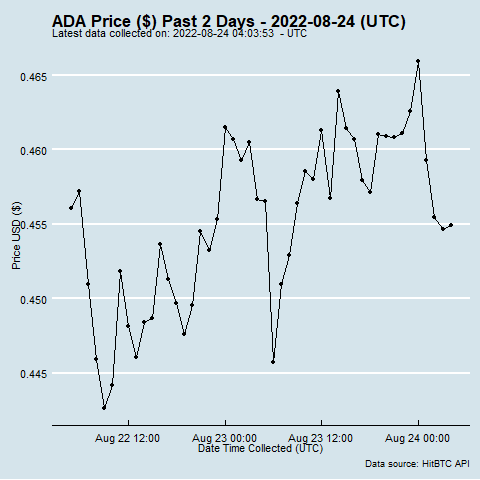 ADA Price ($) Past 2 Days - 2022-08-24 (UTC)
Latest data collected on: 2022-08-24 04:03:53 - UTC
0.465
0.460
0.455
0.450
0.445
Price USD ($)
Aug 22 12:00 Aug 23 00:00 Aug 23 12:00 Aug 24 00:00
Date Time Collected (UTC)
Data source: HitBTC API